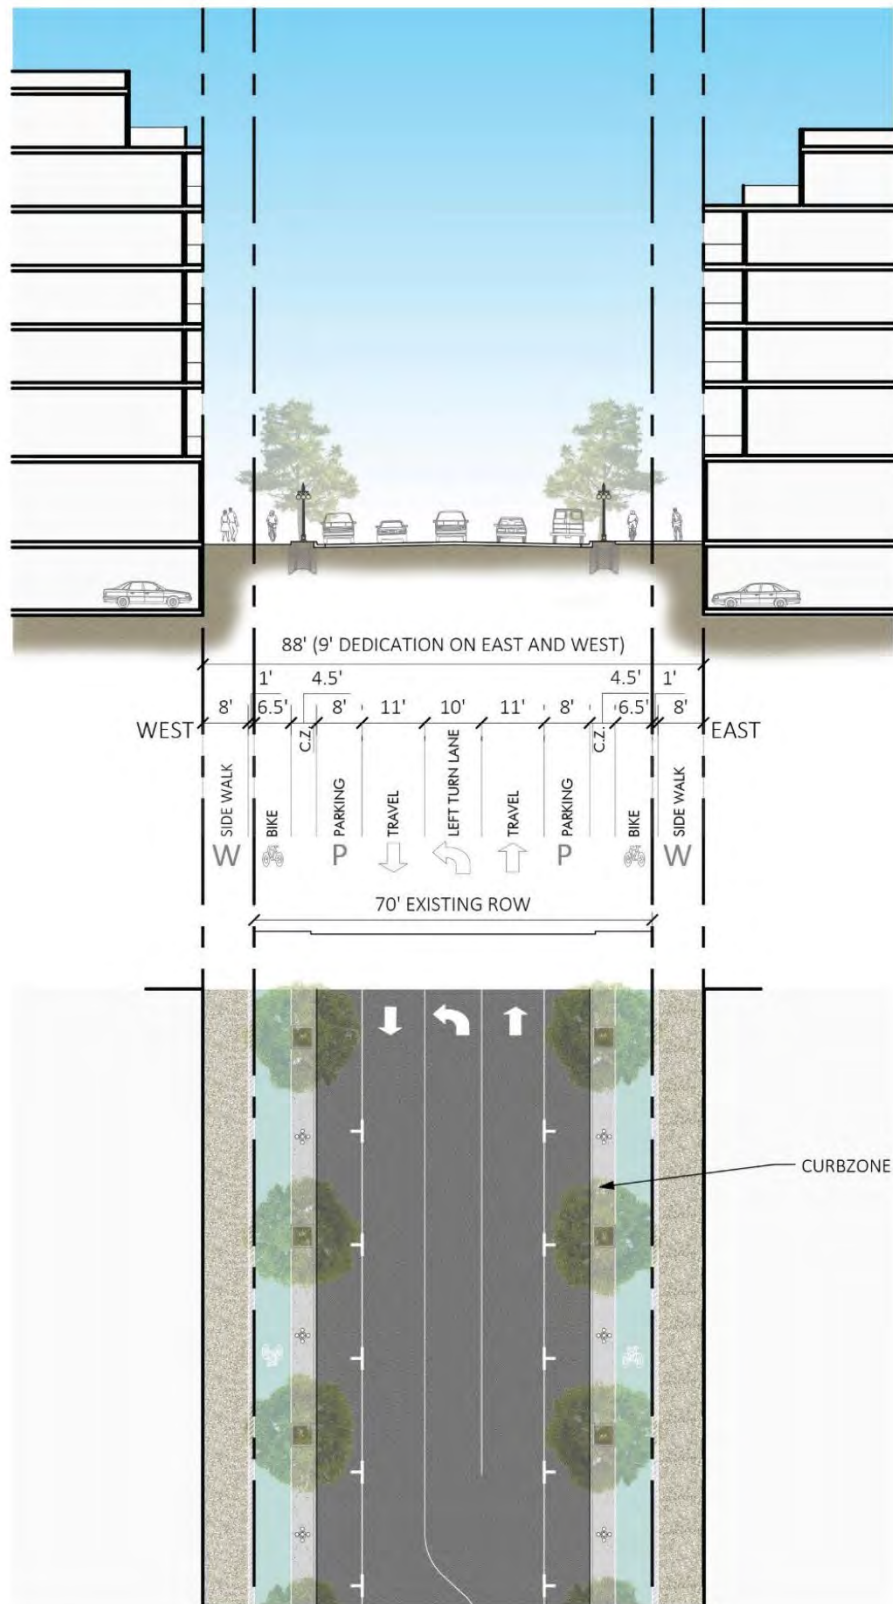 88' (9' DEDICATION ON EAST AND WEST)
1' 4.5' 4.5' 1'
8' 6.5' 8' 11' 10' 11' 8' 6.5' 8'
WEST EAST
SIDE WALK
BIKE
C.Z.
PARKING
TRAVEL
LEFT TURN LANE
TRAVEL
PARKING
C.Z.
BIKE
SIDE WALK
W P P W
70' EXISTING ROW
CURBZONE